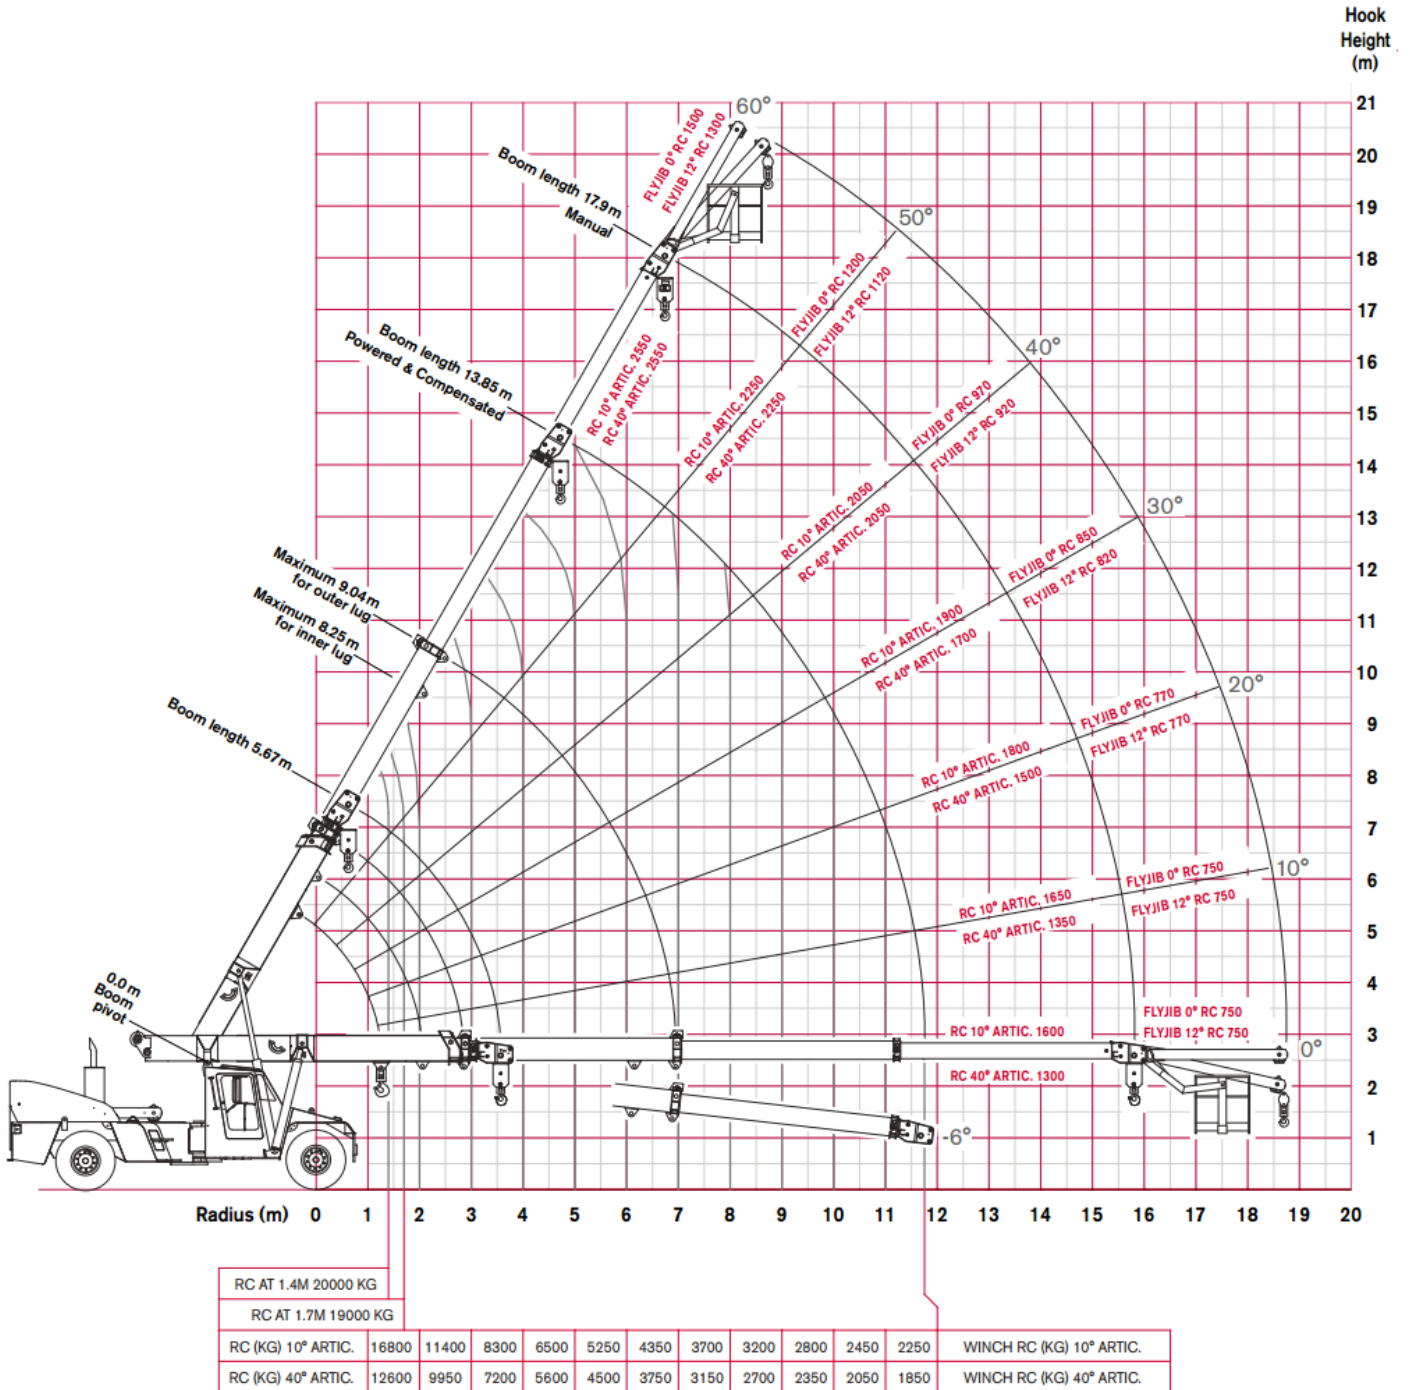 Hook
Height
(m)
21
20
19
18
17
16
15
14
13
12
11
10
9
8
7
6
5
4
3
2
1
60°
50°
40°
30°
20°
10°
0°
-6°
FLYJIB 0° RC 1500
FLYJIB 12° RC 1300
Boom length 17.9m
Manual
FLYJIB 0° RC 1200
FLYJIB 12° RC 1120
Boom length 13.85 m
Powered & Compensated
RC 10° ARTIC. 2550
RC 40° ARTIC. 2550
RC 10° ARTIC. 2250
RC 40° ARTIC. 2250
FLYJIB 0° RC 970
FLYJIB 12° RC 920
RC 10° ARTIC. 2050
RC 40° ARTIC. 2050
FLYJIB 0° RC 850
FLYJIB 12° RC 820
Maximum 9.04m
for outer lug
Maximum 8.25m
for inner lug
RC 10° ARTIC. 1900
RC 40° ARTIC. 1700
FLYJIB 0° RC 770
FLYJIB 12° RC 770
Boom length 5.67m
RC 10° ARTIC. 1800
RC 40° ARTIC. 1500
FLYJIB 0° RC 750
FLYJIB 12° RC 750
RC 10° ARTIC. 1650
RC 40° ARTIC. 1350
0.0 m
Boom
pivot
FLYJIB 0° RC 750
FLYJIB 12° RC 750
RC 10° ARTIC. 1600
RC 40° ARTIC. 1300
Radius (m) 0 1 2 3 4 5 6 7 8 9 10 11 12 13 14 15 16 17 18 19 20
RC AT 1.4M 20000 KG
RC AT 1.7M 19000 KG
RC (KG) 10° ARTIC. 16800 11400 8300 6500 5250 4350 3700 3200 2800 2450 2250 WINCH RC (KG) 10° ARTIC.
RC (KG) 40° ARTIC. 12600 9950 7200 5600 4500 3750 3150 2700 2350 2050 1850 WINCH RC (KG) 40° ARTIC.